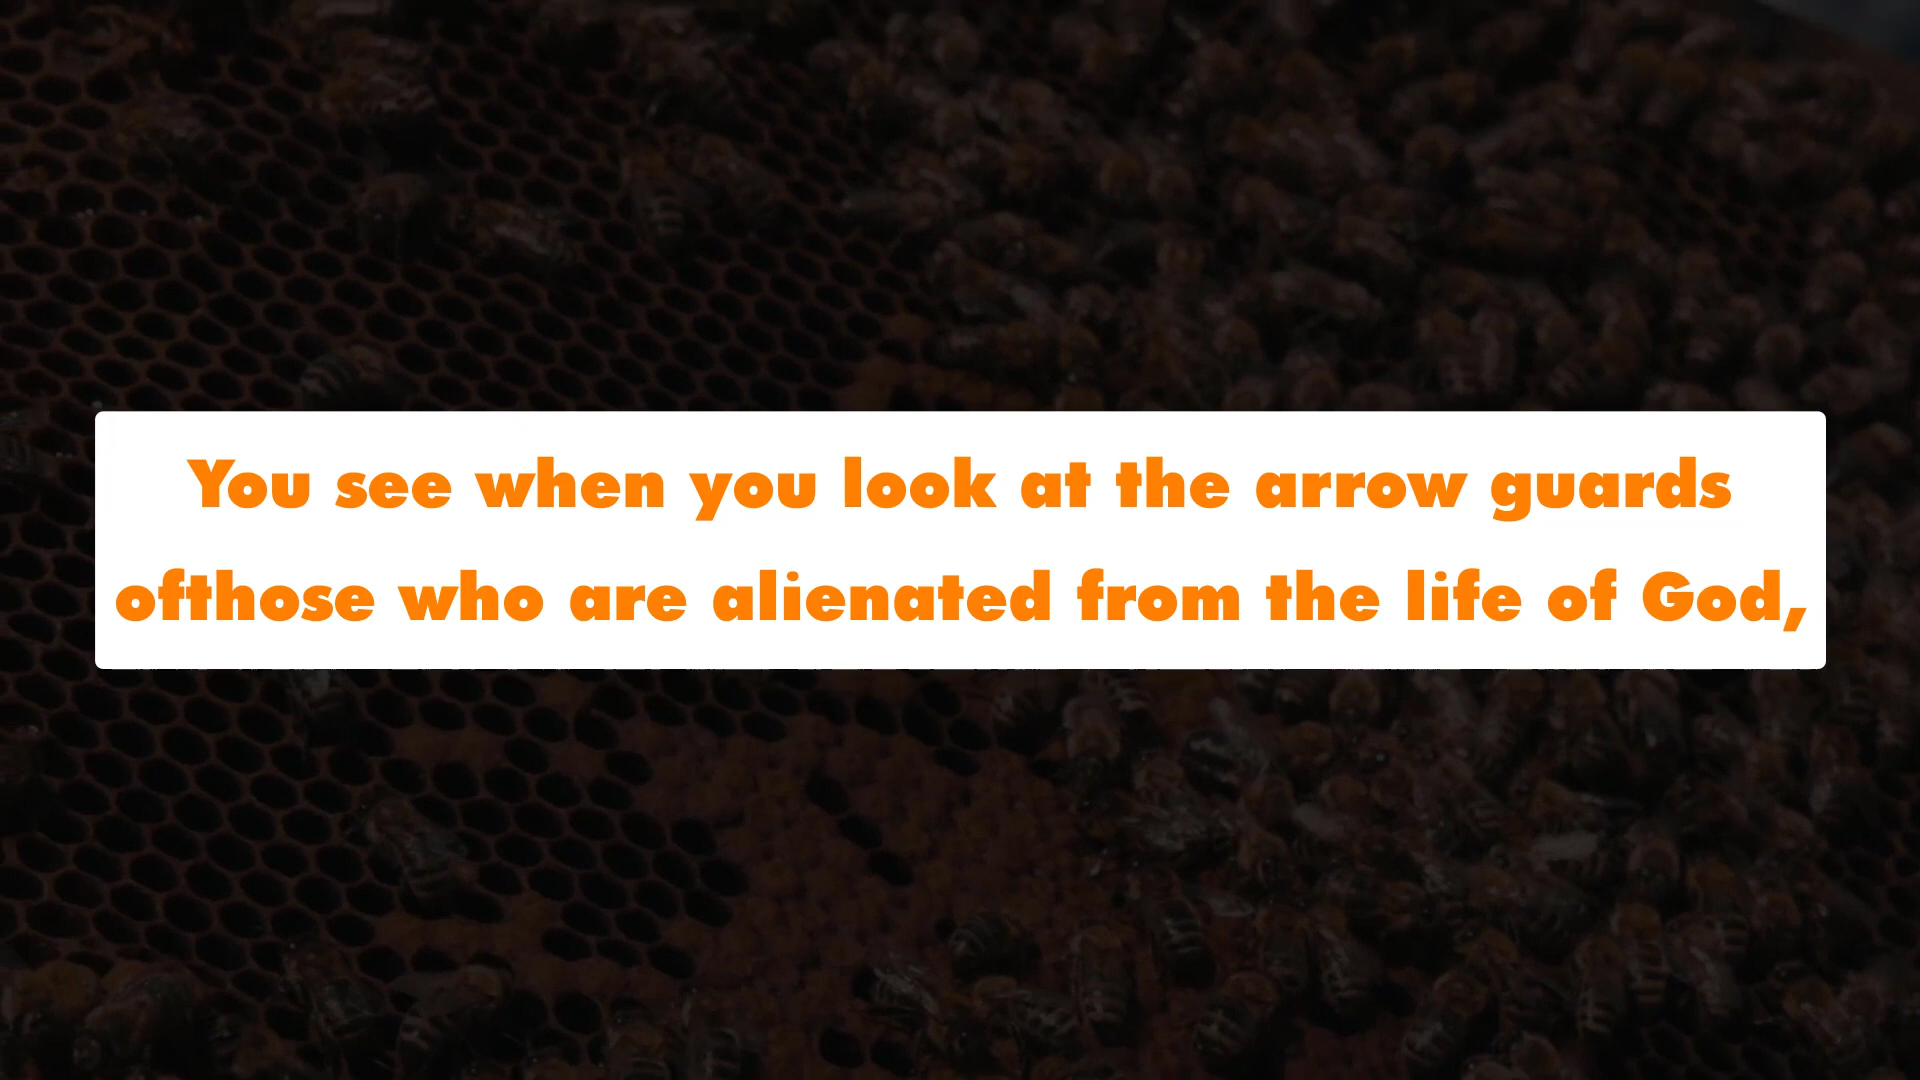 You see when you look at the arrow guards
ofthose who are alienated from the life of God,